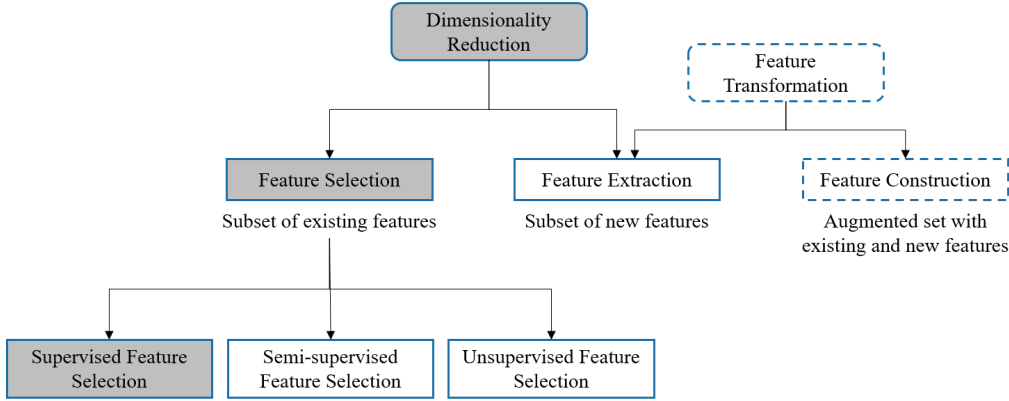 Dimensionality
Reduction
Feature
Transformation
Feature Selection
Feature Extraction
Feature Construction
Subset of existing features
Subset of new features
Augmented set with
existing and new features
Supervised Feature
Selection
Semi-supervised
Feature Selection
Unsupervised Feature
Selection